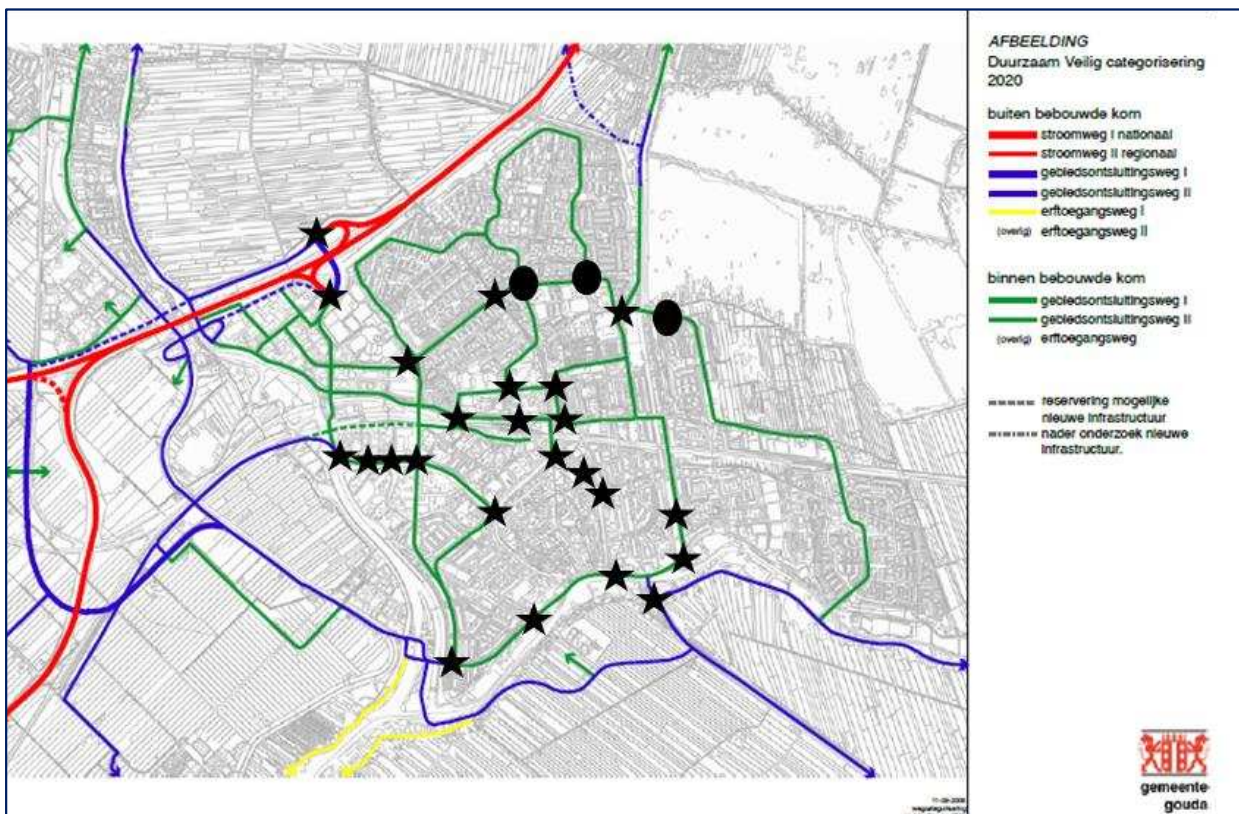 AFBEELDING
Duurzaam Veilig categorisering
2020
buiten bebouwde kom
stroomweg I nationaal
stroomweg II regionaal
gebiedsontsluitingsweg I
gebiedsontsluitingsweg II
erftoegangsweg I
(overig) erftoegangsweg II
binnen bebouwde kom
gebiedsontsluitingsweg I
gebiedsontsluitingsweg II
(overig) erftoegangsweg
reservering mogelijke
nieuwe infrastructuur
nader onderzoek nieuwe
infrastructuur.
gemeente
gouda